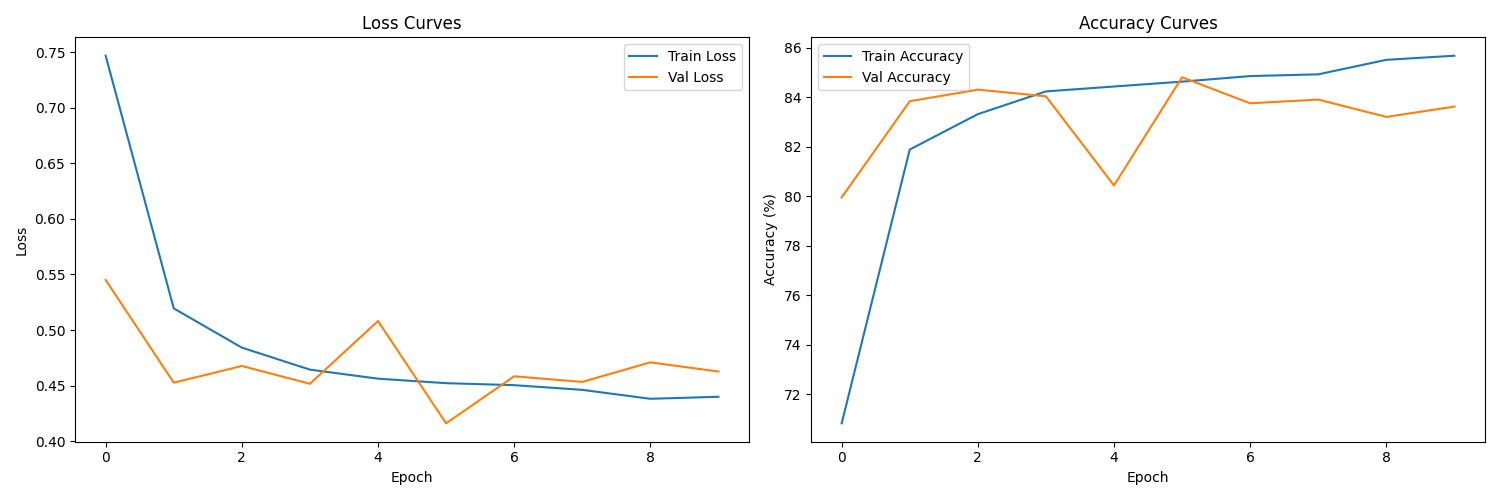 Loss Curves
Train Loss
Val Loss
0.75
0.70
0.65
0.60
0.55
0.50
0.45
0.40
Loss
0 2 4 6 8
Epoch
Accuracy Curves
Train Accuracy
Val Accuracy
86
84
82
80
78
76
74
72
Accuracy (%)
0 2 4 6 8
Epoch